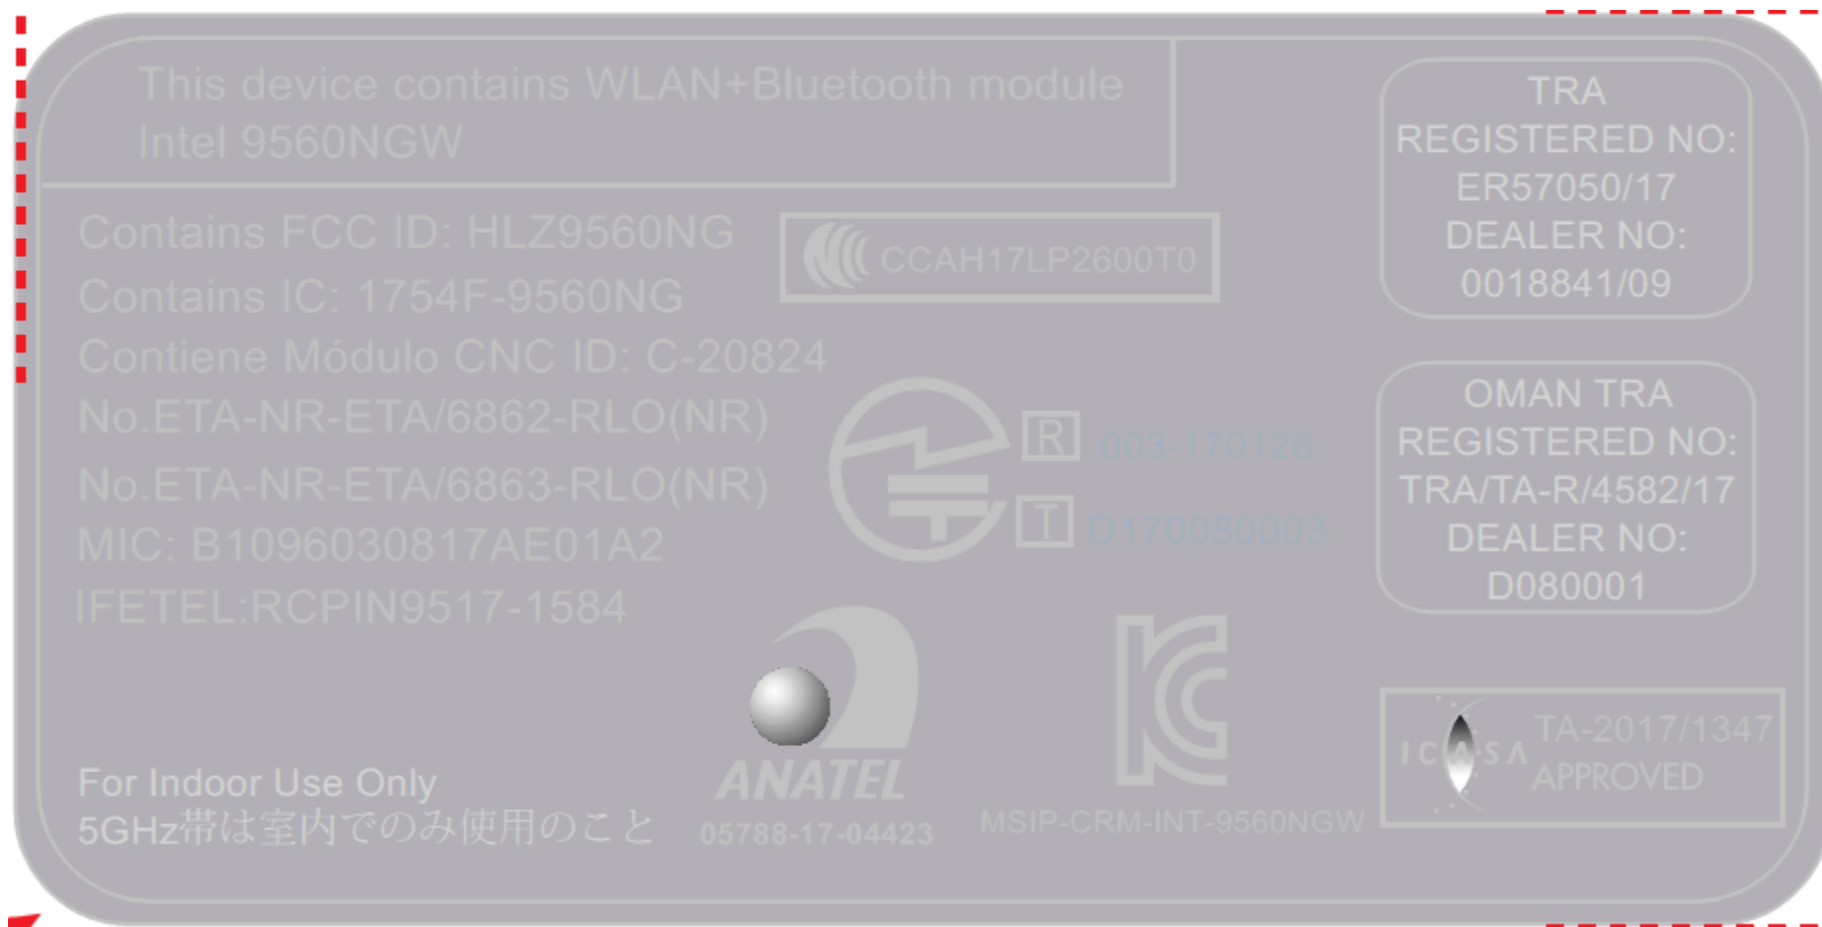 This device contains WLAN+Bluetooth module
Intel 9560NGW
Contains FCC ID: HLZ9560NG
Contains IC: 1754F-9560NG
Contiene Módulo CNC ID: C-20824
No.ETA-NR-ETA/6862-RLO(NR)
No.ETA-NR-ETA/6863-RLO(NR)
MIC: B1096030817AE01A2
IFETEL:RCPIN9517-1584
For Indoor Use Only
5GHz帯は室内でのみ使用のこと
CCAH17LP2600T0
R 003-170126
T D170080003
ANATEL
05788-17-04423
MSIP-CRM-INT-9560NGW
TRA
REGISTERED NO:
ER57050/17
DEALER NO:
0018841/09
OMAN TRA
REGISTERED NO:
TRA/TA-R/4582/17
DEALER NO:
D080001
ICASA
TA-2017/1347
APPROVED